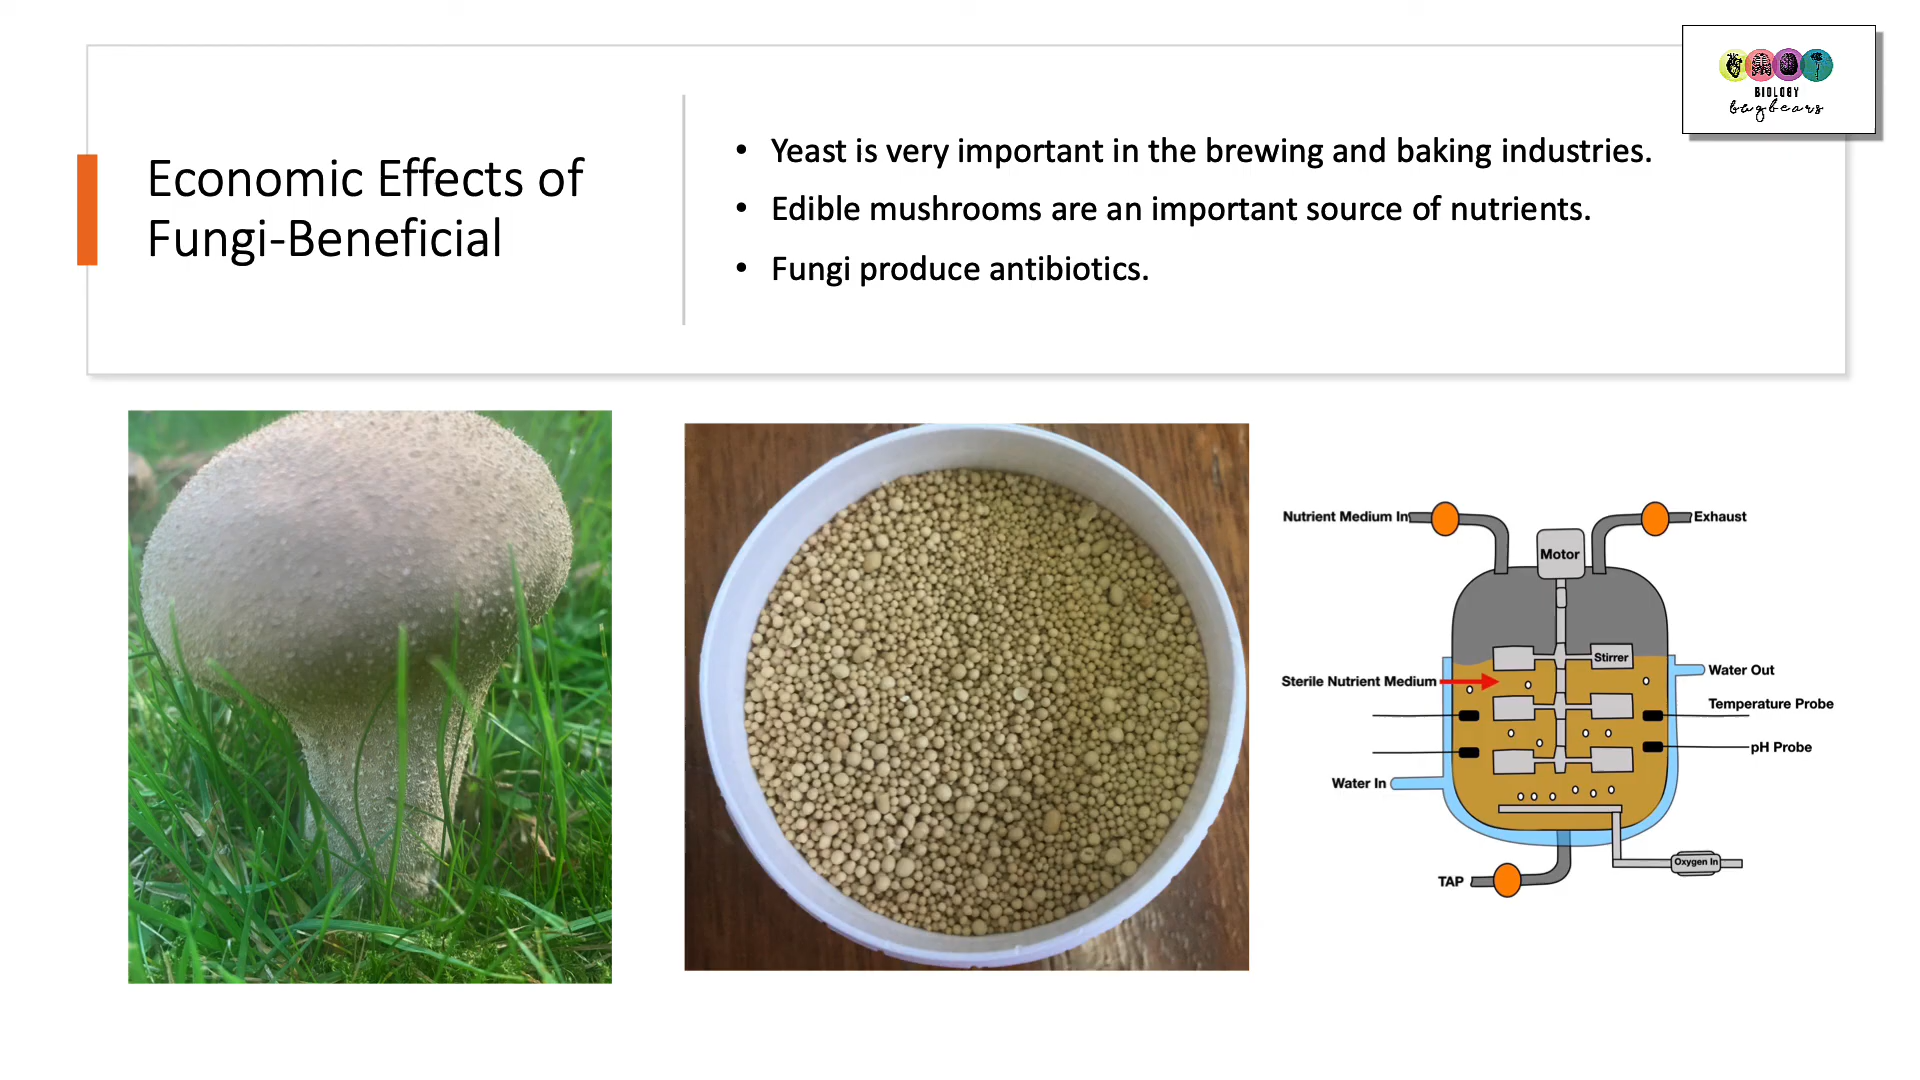 BIOLOGY
bugbears
Economic Effects of
Fungi-Beneficial
• Yeast is very important in the brewing and baking industries.
• Edible mushrooms are an important source of nutrients.
• Fungi produce antibiotics.
Nutrient Medium In
Exhaust
Motor
Stirrer
Sterile Nutrient Medium
Water Out
Temperature Probe
pH Probe
Water In
Oxygen In
TAP